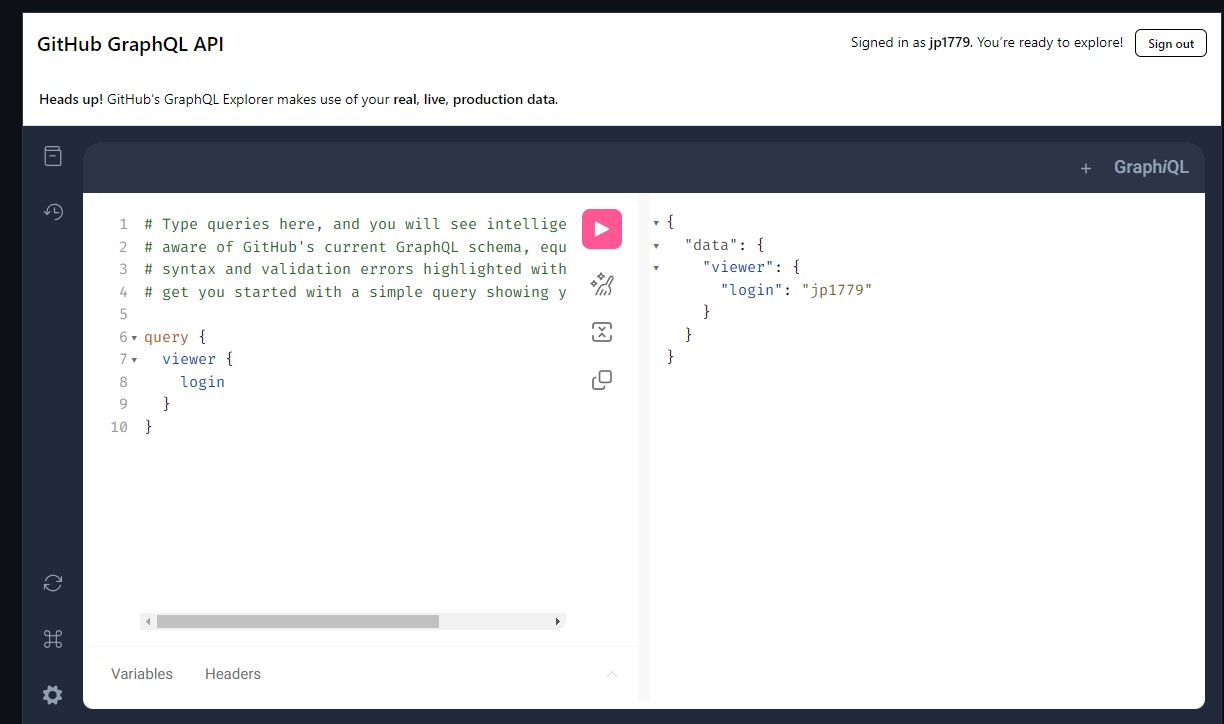 GitHub GraphQL API
Signed in as jp1779. You’re ready to explore!
Sign out
Heads up! GitHub's GraphQL Explorer makes use of your real, live, production data.
+ GraphiQL
1 # Type queries here, and you will see intellige
2 # aware of GitHub's current GraphQL schema, equ
3 # syntax and validation errors highlighted with
4 # get you started with a simple query showing y
5
6 query {
7 viewer {
8 login
9 }
10 }
{
"data": {
"viewer": {
"login": "jp1779"
}
}
}
Variables Headers